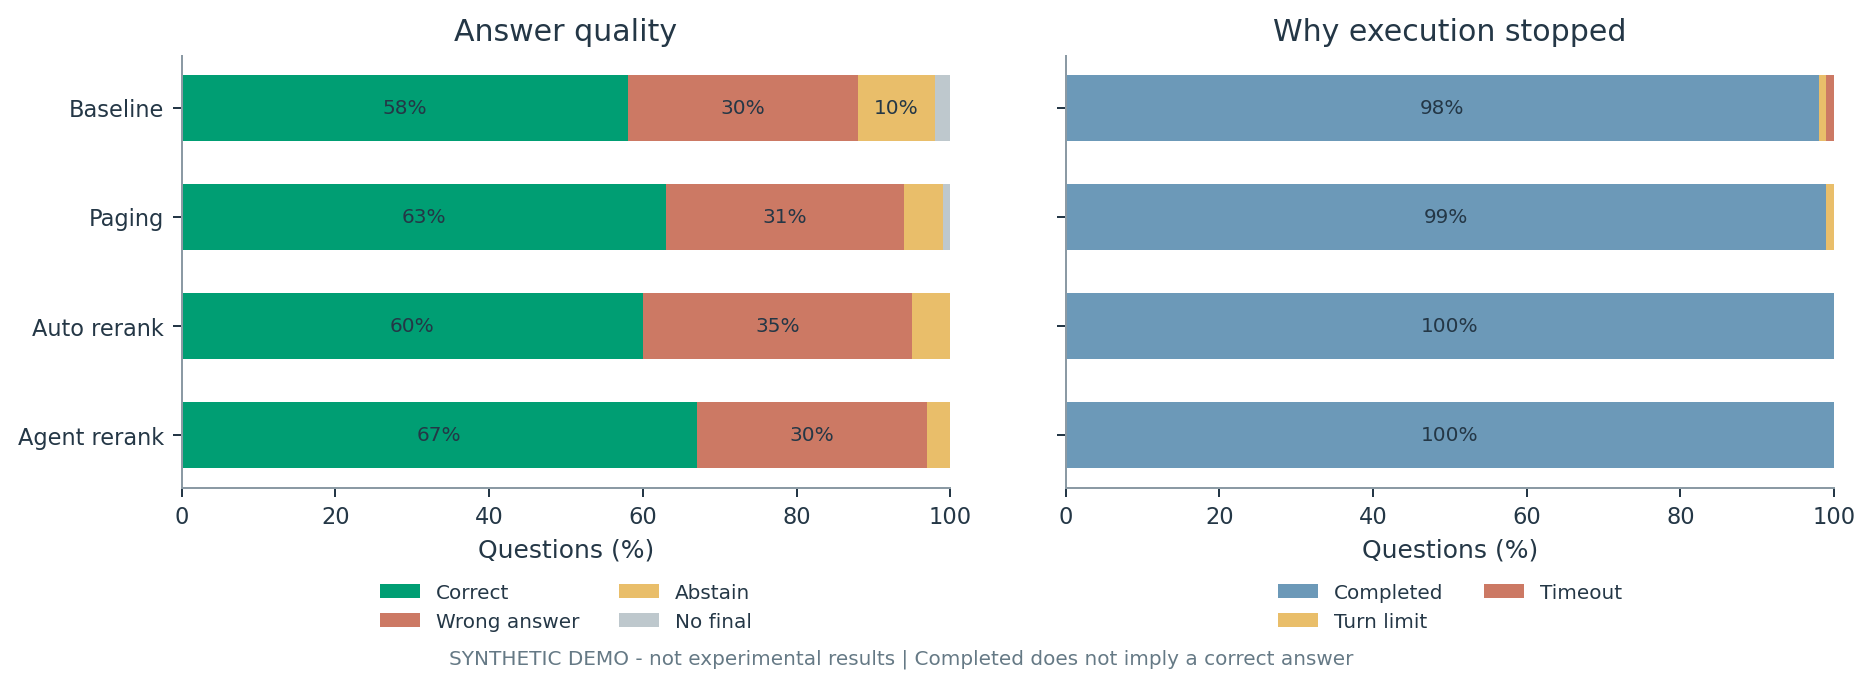 Answer quality
Why execution stopped
Baseline
58%
30%
10%
98%
Paging
63%
31%
99%
Auto rerank
60%
35%
100%
Agent rerank
67%
30%
100%
0 20 40 60 80 100
0 20 40 60 80 100
Questions (%)
Questions (%)
Correct
Wrong answer
Abstain
No final
Completed
Turn limit
Timeout
SYNTHETIC DEMO - not experimental results | Completed does not imply a correct answer